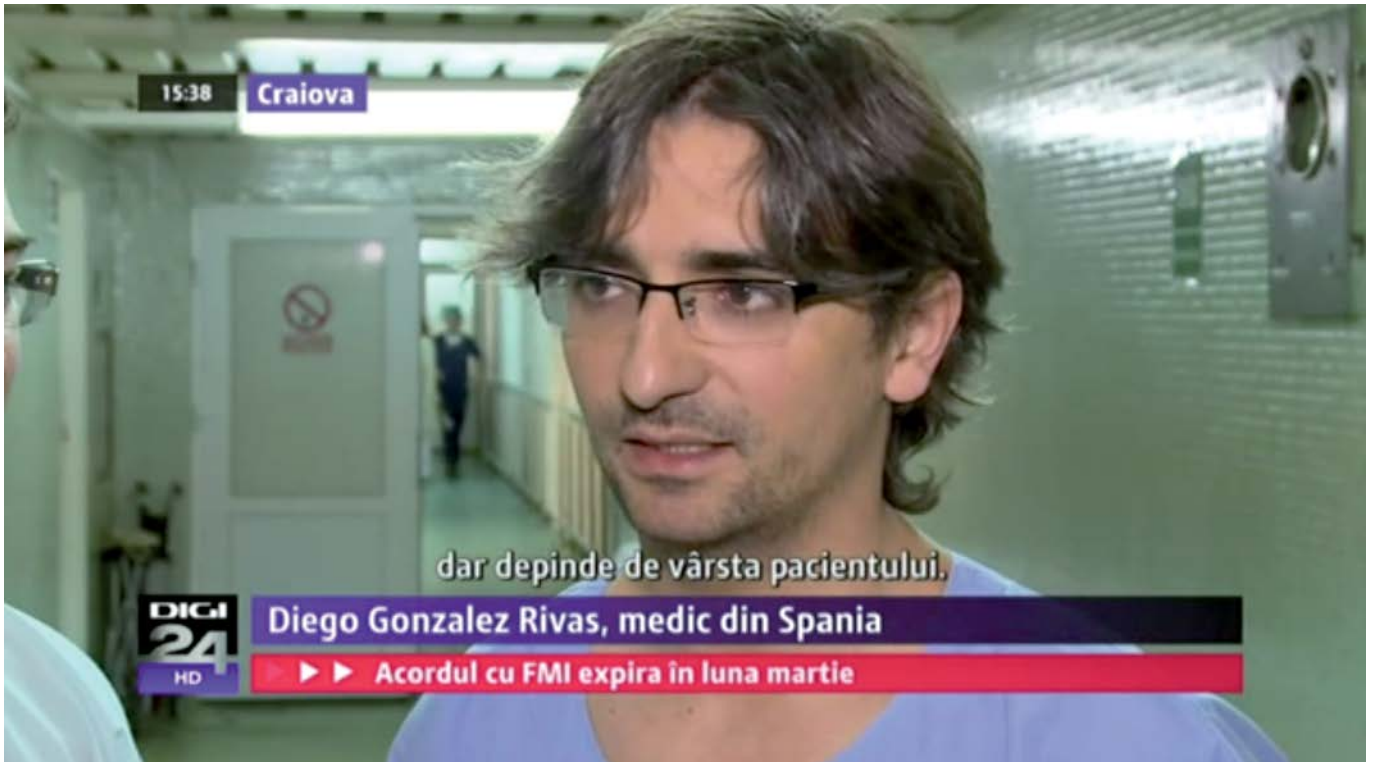 15:38
Craiova
dar depinde de vârsta pacientului.
DIGI
24
HD
Diego Gonzalez Rivas, medic din Spania
Acordul cu FMI expira în luna martie